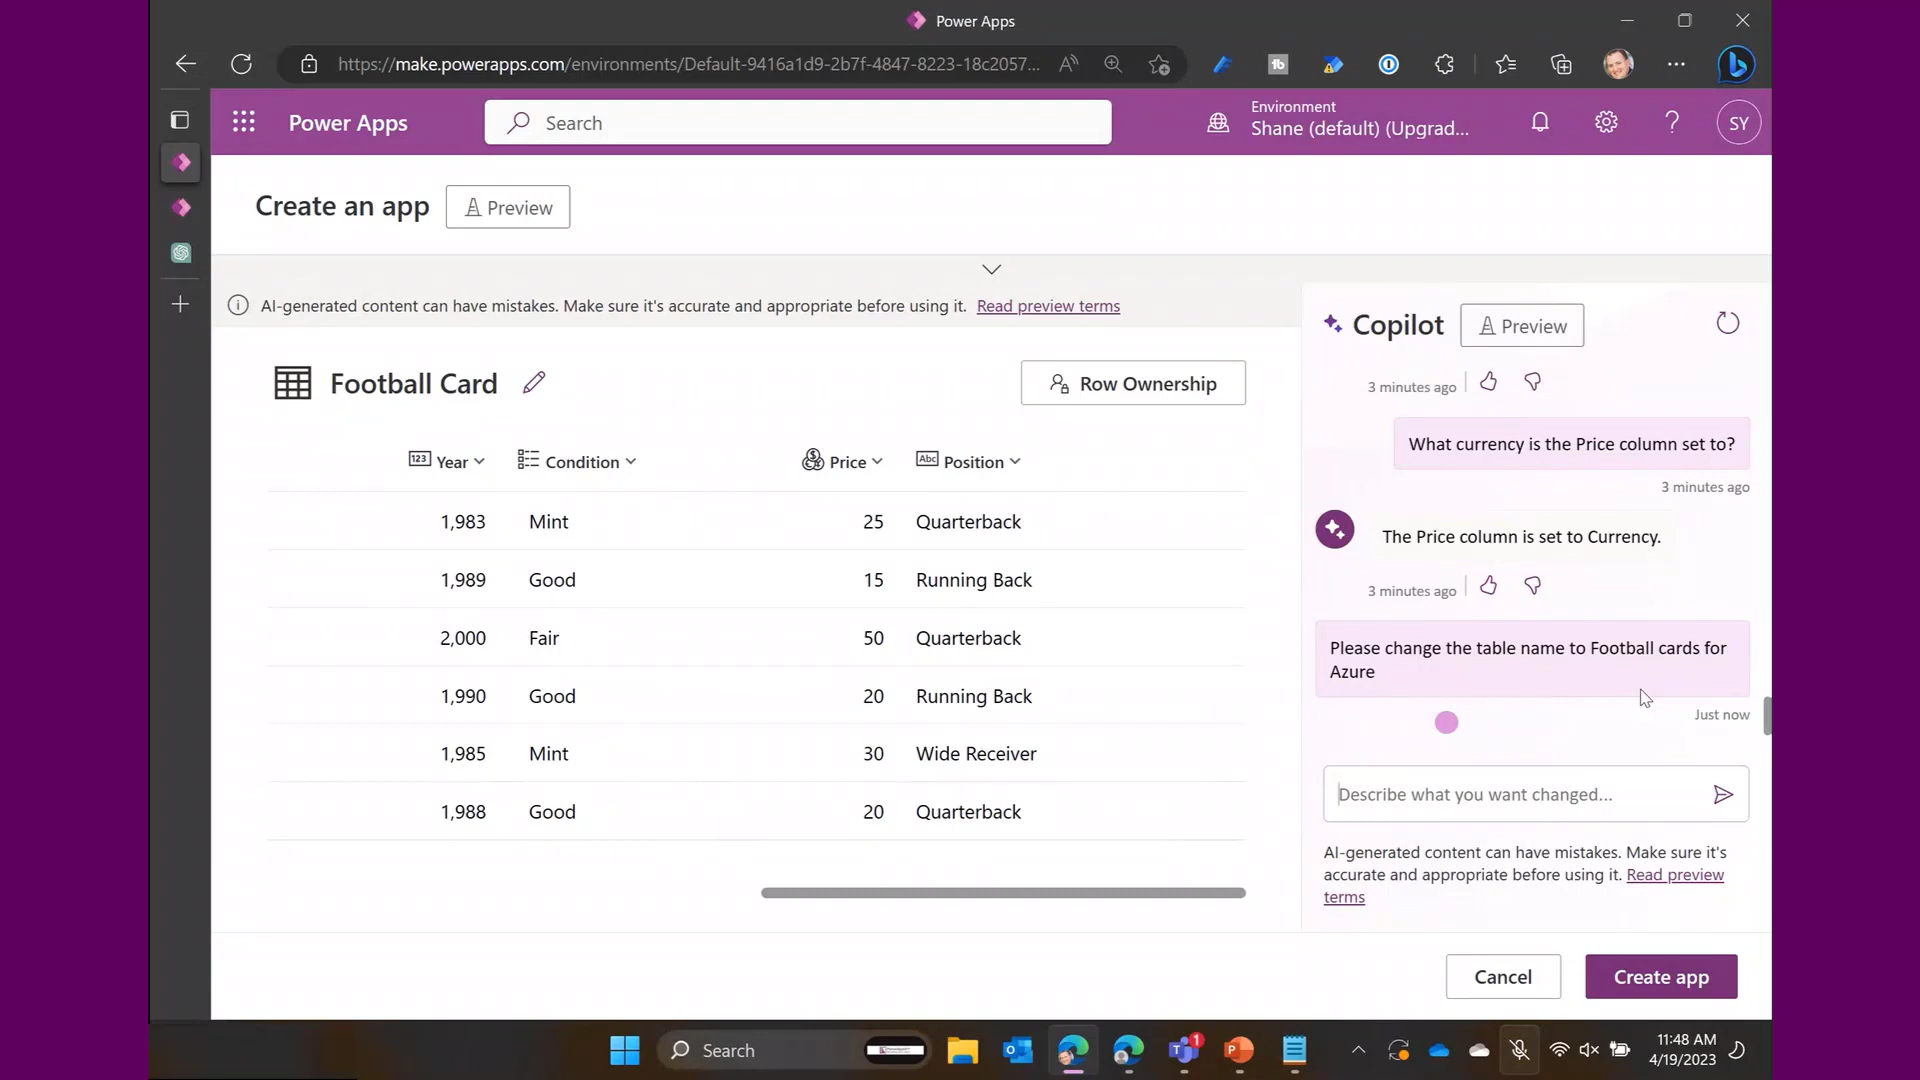 Power Apps
https://make.powerapps.com/environments/Default-9416a1d9-2b7f-4847-8223-18c2057...
Power Apps
Search
Environment
Shane (default) (Upgrad...
SY
Create an app
Preview
AI-generated content can have mistakes. Make sure it's accurate and appropriate before using it. Read preview terms
Football Card
Row Ownership
123 Year Condition Price Abc Position
1,983 Mint 25 Quarterback
1,989 Good 15 Running Back
2,000 Fair 50 Quarterback
1,990 Good 20 Running Back
1,985 Mint 30 Wide Receiver
1,988 Good 20 Quarterback
Copilot
Preview
3 minutes ago
What currency is the Price column set to?
3 minutes ago
The Price column is set to Currency.
3 minutes ago
Please change the table name to Football cards for
Azure
Just now
Describe what you want changed...
AI-generated content can have mistakes. Make sure it's
accurate and appropriate before using it. Read preview
terms
Cancel
Create app
Search
1
11:48 AM
4/19/2023